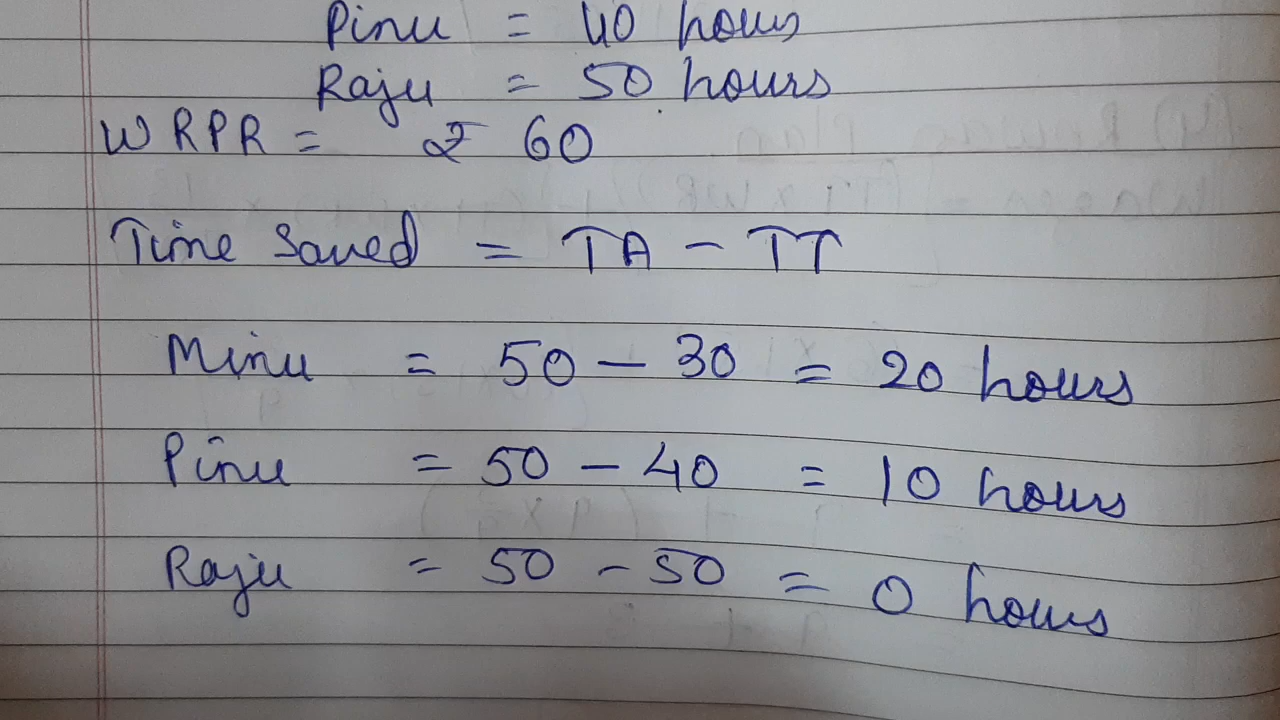 Pinu = 40 hours
Raju = 50 hours
WRPR = ₹ 60
Time Saved = TA - TT
Minu = 50 - 30 = 20 hours
Pinu = 50 - 40 = 10 hours
Raju = 50 - 50 = 0 hours